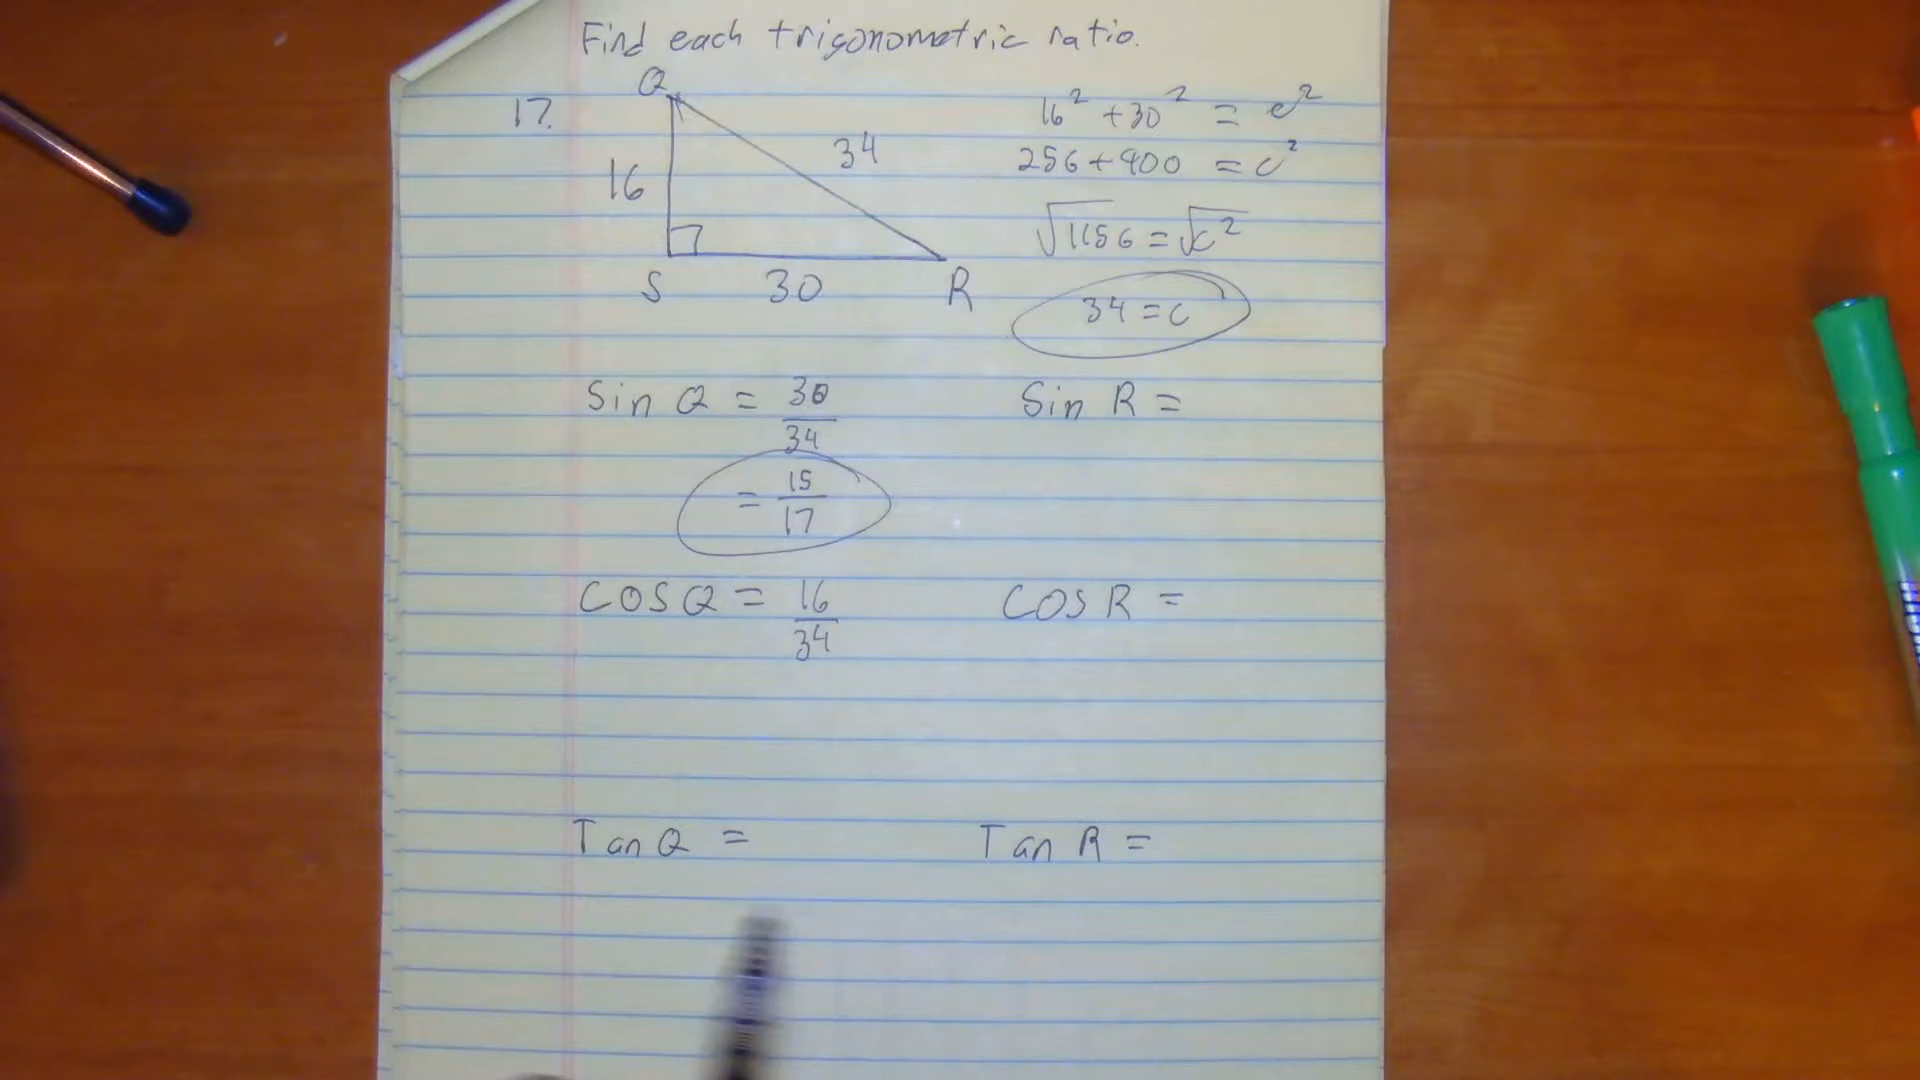 Find each trigonometric ratio.
17.
Q
16
34
S
30
R
16² + 30² = c²
256 + 900 = c²
√1156 = √c²
34 = c
Sin Q = 30/34
= 15/17
Sin R =
COS Q = 16/34
COS R =
Tan Q =
Tan R =